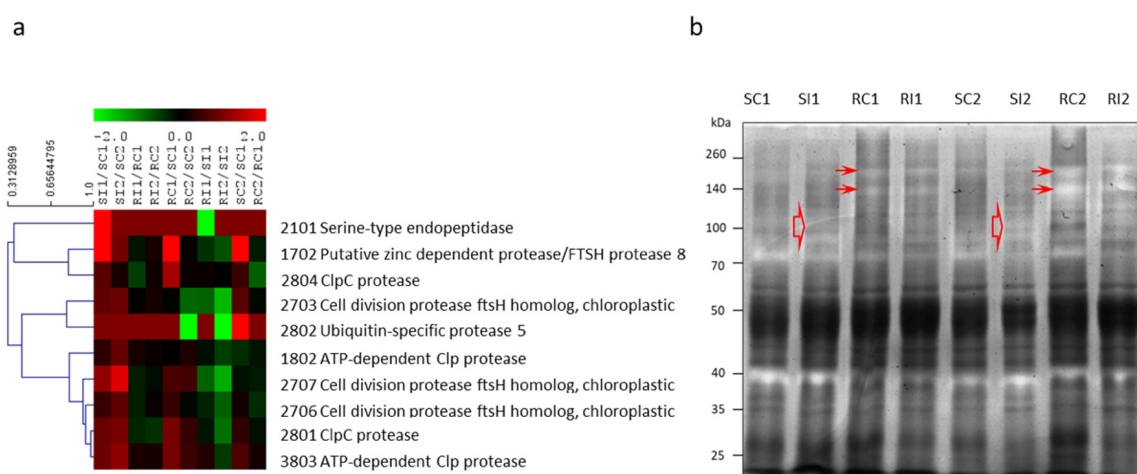 a
b
-2.0 0.0 2.0
0.3128959
0.65644795
1.0
SI1/SC1
SI2/SC2
RI1/RC1
RI2/RC2
RC1/SC1
RC2/SC2
RI1/SI1
RI2/SI2
SC2/SC1
RC2/RC1
2101 Serine-type endopeptidase
1702 Putative zinc dependent protease/FTSH protease 8
2804 ClpC protease
2703 Cell division protease ftsH homolog, chloroplastic
2802 Ubiquitin-specific protease 5
1802 ATP-dependent Clp protease
2707 Cell division protease ftsH homolog, chloroplastic
2706 Cell division protease ftsH homolog, chloroplastic
2801 ClpC protease
3803 ATP-dependent Clp protease
SC1 SI1 RC1 RI1 SC2 SI2 RC2 RI2
kDa
260
140
100
70
50
40
35
25